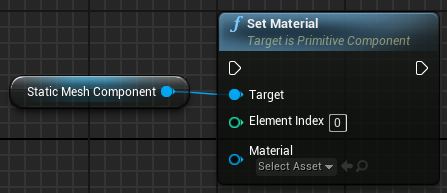 f Set Material
Target is Primitive Component
Static Mesh Component
Target
Element Index 0
Material
Select Asset